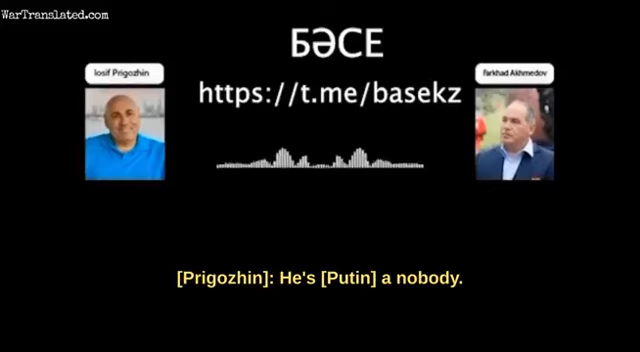 WarTranslated.com
БӘСЕ
Iosif Prigozhin
Farkhad Akhmedov
https://t.me/basekz
[Prigozhin]: He's [Putin] a nobody.